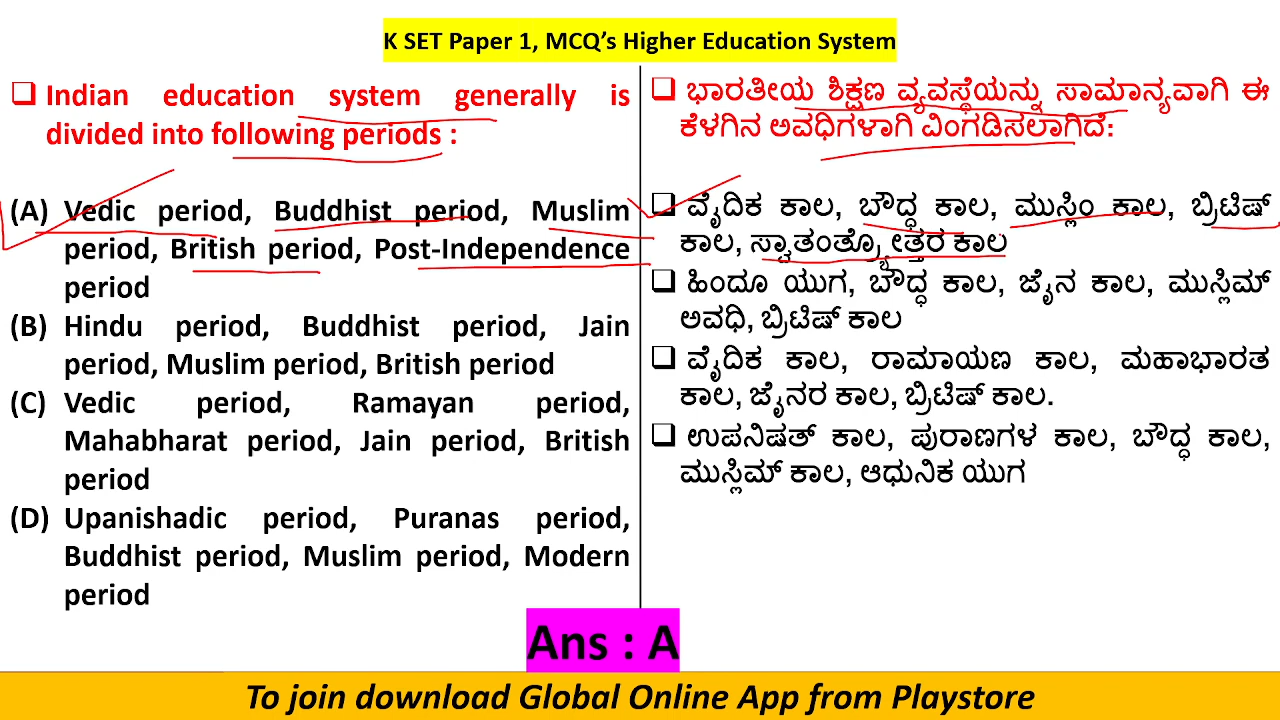 K SET Paper 1, MCQ's Higher Education System
Indian education system generally is
divided into following periods :
(A) Vedic period, Buddhist period, Muslim
period, British period, Post-Independence
period
(B) Hindu period, Buddhist period, Jain
period, Muslim period, British period
(C) Vedic period, Ramayan period,
Mahabharat period, Jain period, British
period
(D) Upanishadic period, Puranas period,
Buddhist period, Muslim period, Modern
period
ಭಾರತೀಯ ಶಿಕ್ಷಣ ವ್ಯವಸ್ಥೆಯನ್ನು ಸಾಮಾನ್ಯವಾಗಿ ಈ
ಕೆಳಗಿನ ಅವಧಿಗಳಾಗಿ ವಿಂಗಡಿಸಲಾಗಿದೆ:
ವೈದಿಕ ಕಾಲ, ಬೌದ್ಧ ಕಾಲ, ಮುಸ್ಲಿಂ ಕಾಲ, ಬ್ರಿಟಿಷ್
ಕಾಲ, ಸ್ವಾತಂತ್ರ್ಯೋತ್ತರ ಕಾಲ
ಹಿಂದೂ ಯುಗ, ಬೌದ್ಧ ಕಾಲ, ಜೈನ ಕಾಲ, ಮುಸ್ಲಿಮ್
ಅವಧಿ, ಬ್ರಿಟಿಷ್ ಕಾಲ
ವೈದಿಕ ಕಾಲ, ರಾಮಾಯಣ ಕಾಲ, ಮಹಾಭಾರತ
ಕಾಲ, ಜೈನರ ಕಾಲ, ಬ್ರಿಟಿಷ್ ಕಾಲ.
ಉಪನಿಷತ್ ಕಾಲ, ಪುರಾಣಗಳ ಕಾಲ, ಬೌದ್ಧ ಕಾಲ,
ಮುಸ್ಲಿಮ್ ಕಾಲ, ಆಧುನಿಕ ಯುಗ
Ans : A
To join download Global Online App from Playstore